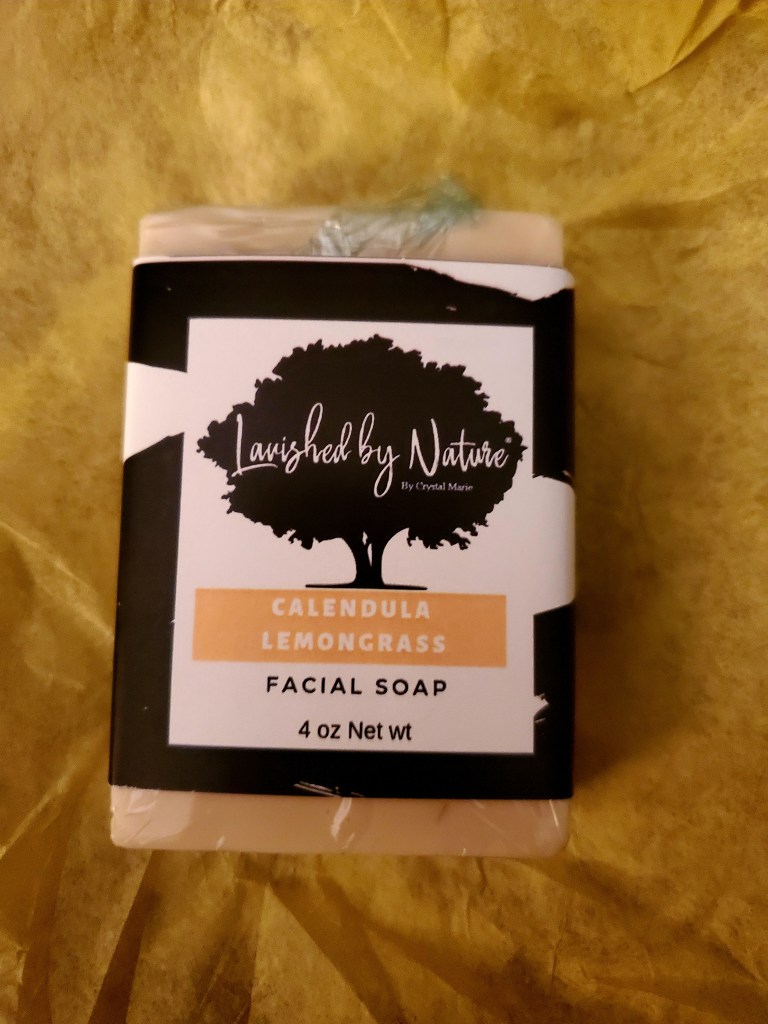 Lavished by Nature
By Crystal Marie
CALENDULA
LEMONGRASS
FACIAL SOAP
4 oz Net wt